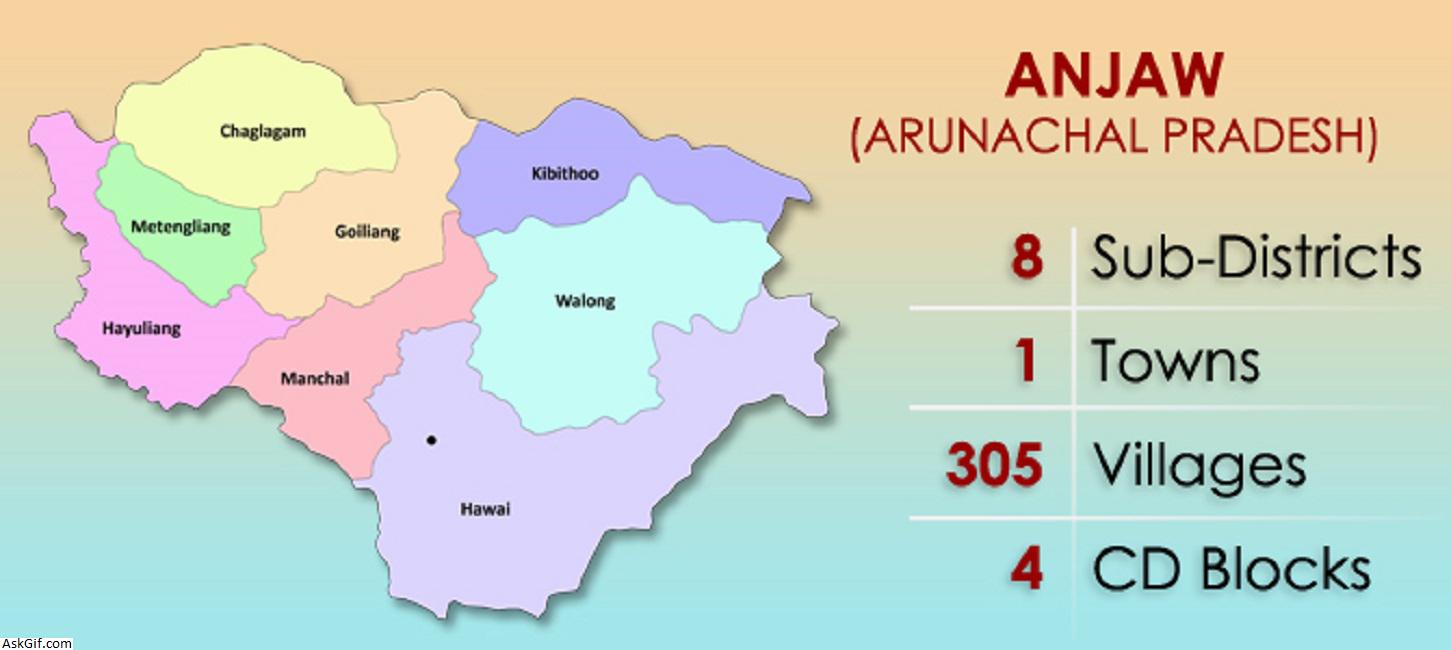 ANJAW
(ARUNACHAL PRADESH)
Chaglagam
Kibithoo
Metengliang
Goiliang
Walong
Hayuliang
Manchal
Hawai
8 Sub-Districts
1 Towns
305 Villages
4 CD Blocks
AskGif.com